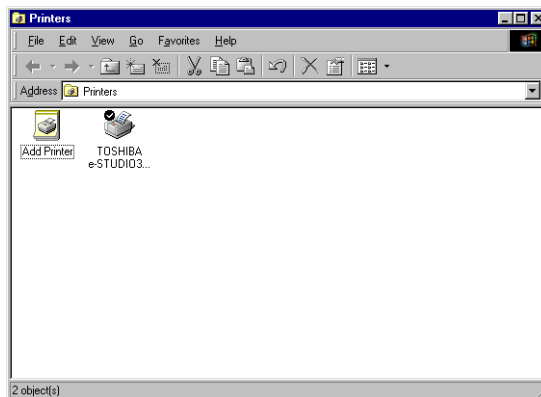 Printers
File Edit View Go Favorites Help
Address Printers
Add Printer TOSHIBA
e-STUDIO3...
2 object(s)